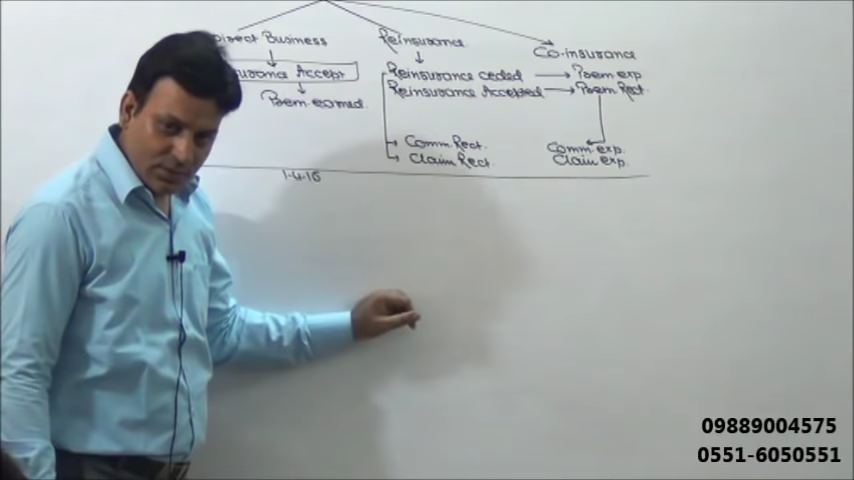 Direct Business
Reinsurance
Co-insurance
Accept
Reinsurance ceded
Prem exp
Reinsurance Accepted
Prem Rect.
Prem earned
Comm Rect.
Comm. exp.
Claim Rect.
Claim exp.
1.4.16
09889004575
0551-6050551